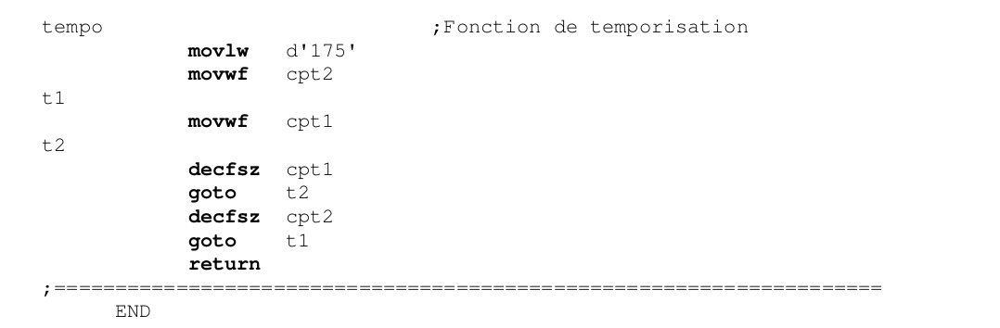 tempo ;Fonction de temporisation
movlw d'175'
movwf cpt2
t1
movwf cpt1
t2
decfsz cpt1
goto t2
decfsz cpt2
goto t1
return
;====================================================================
END